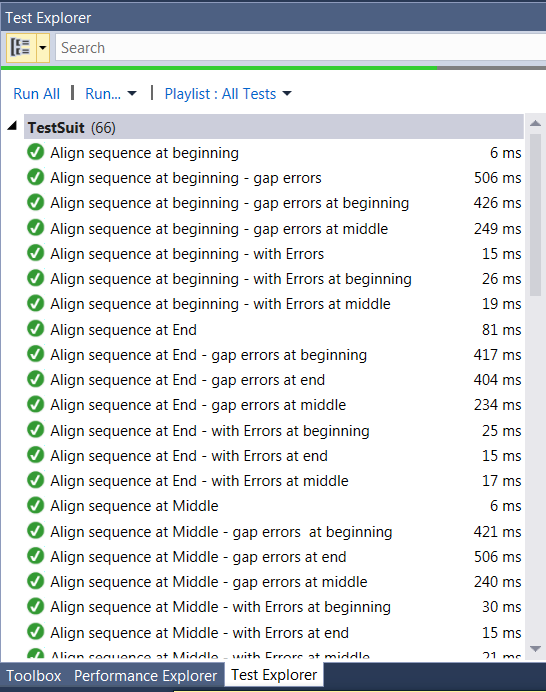 Test Explorer
Search
Run All | Run... | Playlist : All Tests
TestSuit (66)
Align sequence at beginning 6 ms
Align sequence at beginning - gap errors 506 ms
Align sequence at beginning - gap errors at beginning 426 ms
Align sequence at beginning - gap errors at middle 249 ms
Align sequence at beginning - with Errors 15 ms
Align sequence at beginning - with Errors at beginning 26 ms
Align sequence at beginning - with Errors at middle 19 ms
Align sequence at End 81 ms
Align sequence at End - gap errors at beginning 417 ms
Align sequence at End - gap errors at end 404 ms
Align sequence at End - gap errors at middle 234 ms
Align sequence at End - with Errors at beginning 25 ms
Align sequence at End - with Errors at end 15 ms
Align sequence at End - with Errors at middle 17 ms
Align sequence at Middle 6 ms
Align sequence at Middle - gap errors  at beginning 421 ms
Align sequence at Middle - gap errors at end 506 ms
Align sequence at Middle - gap errors at middle 240 ms
Align sequence at Middle - with Errors at beginning 30 ms
Align sequence at Middle - with Errors at end 15 ms
Align sequence at Middle - with Errors at middle 21 ms
Toolbox Performance Explorer Test Explorer